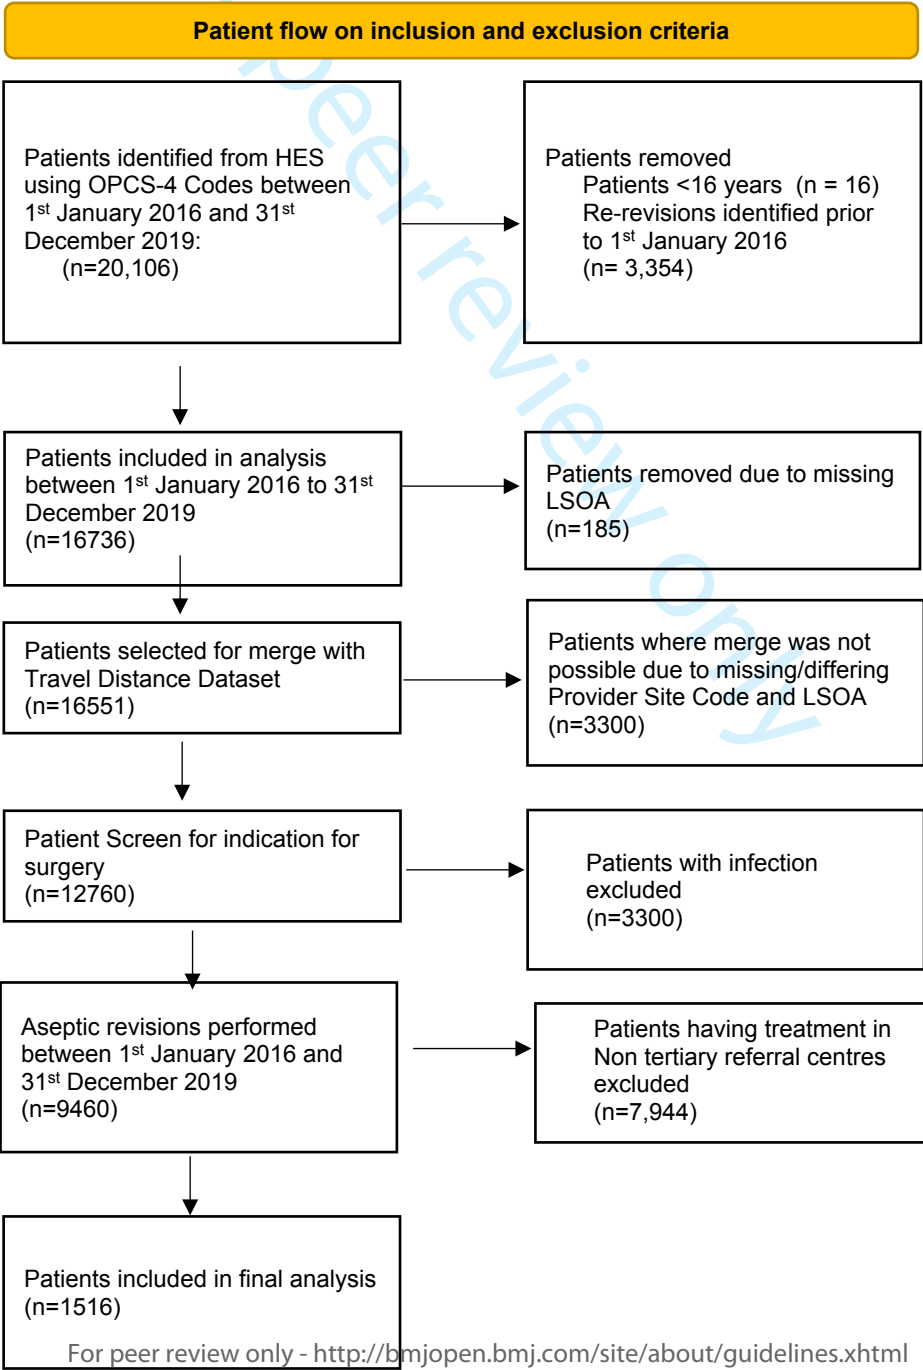 Patient flow on inclusion and exclusion criteria
Patients identified from HES
using OPCS-4 Codes between
1st January 2016 and 31st
December 2019:
(n=20,106)
Patients removed
Patients <16 years  (n = 16)
Re-revisions identified prior
to 1st January 2016
(n= 3,354)
Patients included in analysis
between 1st January 2016 to 31st
December 2019
(n=16736)
Patients removed due to missing
LSOA
(n=185)
Patients selected for merge with
Travel Distance Dataset
(n=16551)
Patients where merge was not
possible due to missing/differing
Provider Site Code and LSOA
(n=3300)
Patient Screen for indication for
surgery
(n=12760)
Patients with infection
excluded
(n=3300)
Aseptic revisions performed
between 1st January 2016 and
31st December 2019
(n=9460)
Patients having treatment in
Non tertiary referral centres
excluded
(n=7,944)
Patients included in final analysis
(n=1516)
peer review only
For peer review only - http://bmjopen.bmj.com/site/about/guidelines.xhtml